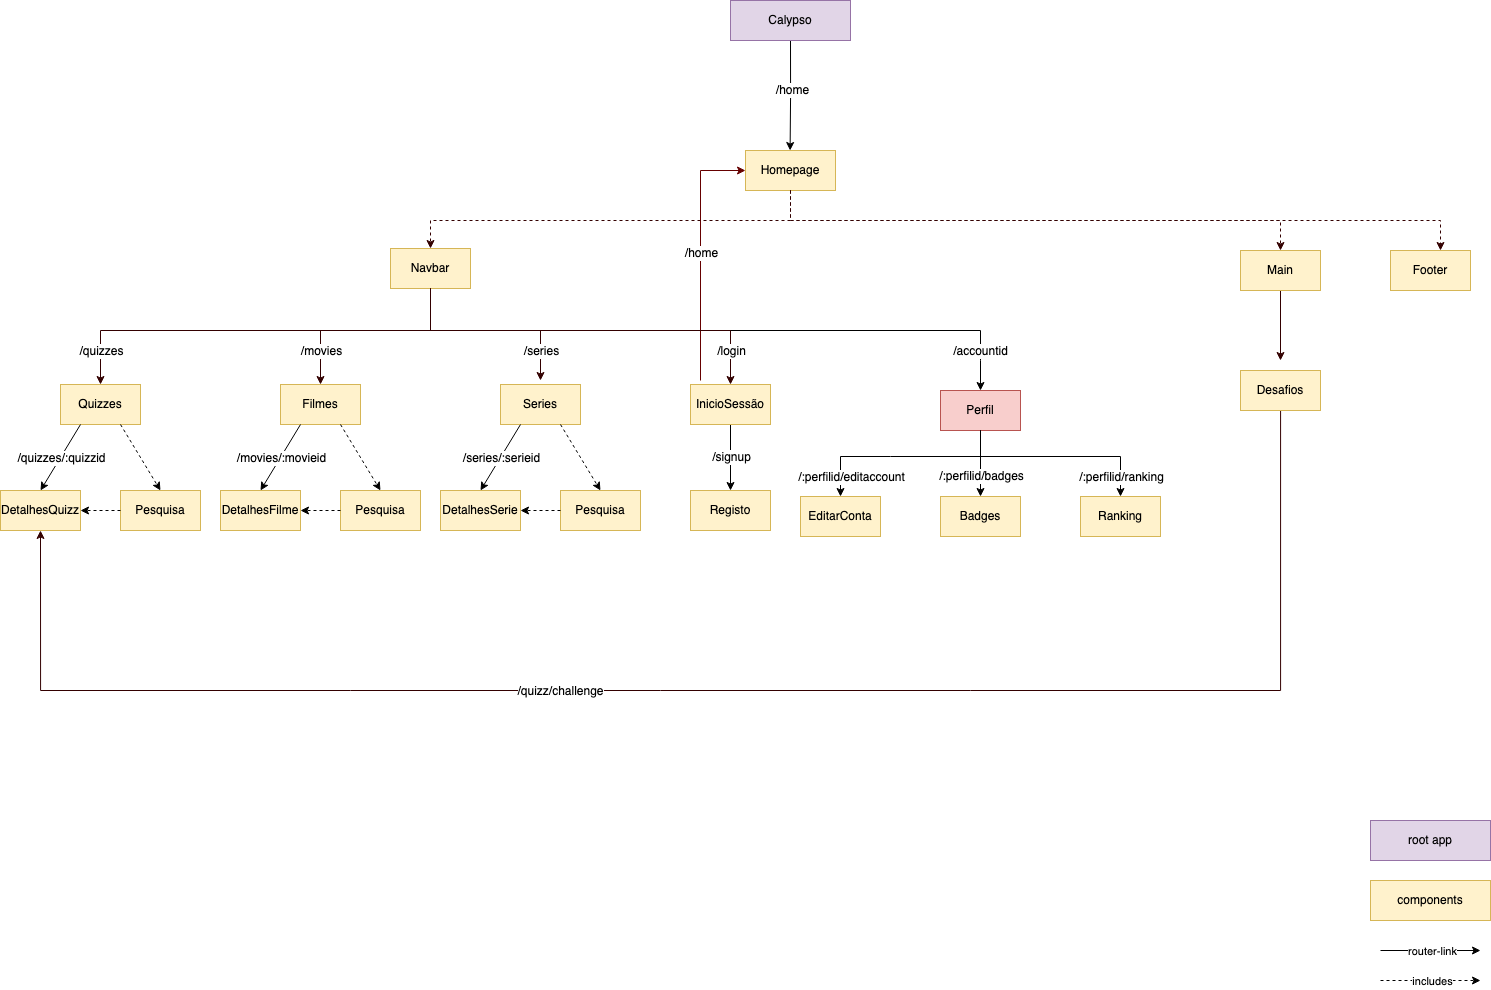 Calypso
/home
Homepage
/home
Navbar
Main
Footer
/quizzes
/movies
/series
/login
/accountid
Quizzes
Filmes
Series
InicioSessão
Perfil
Desafios
/quizzes/:quizzid
/movies/:movieid
/series/:serieid
/signup
/:perfilid/editaccount
/:perfilid/badges
/:perfilid/ranking
DetalhesQuizz
Pesquisa
DetalhesFilme
Pesquisa
DetalhesSerie
Pesquisa
Registo
EditarConta
Badges
Ranking
/quizz/challenge
root app
components
router-link
includes